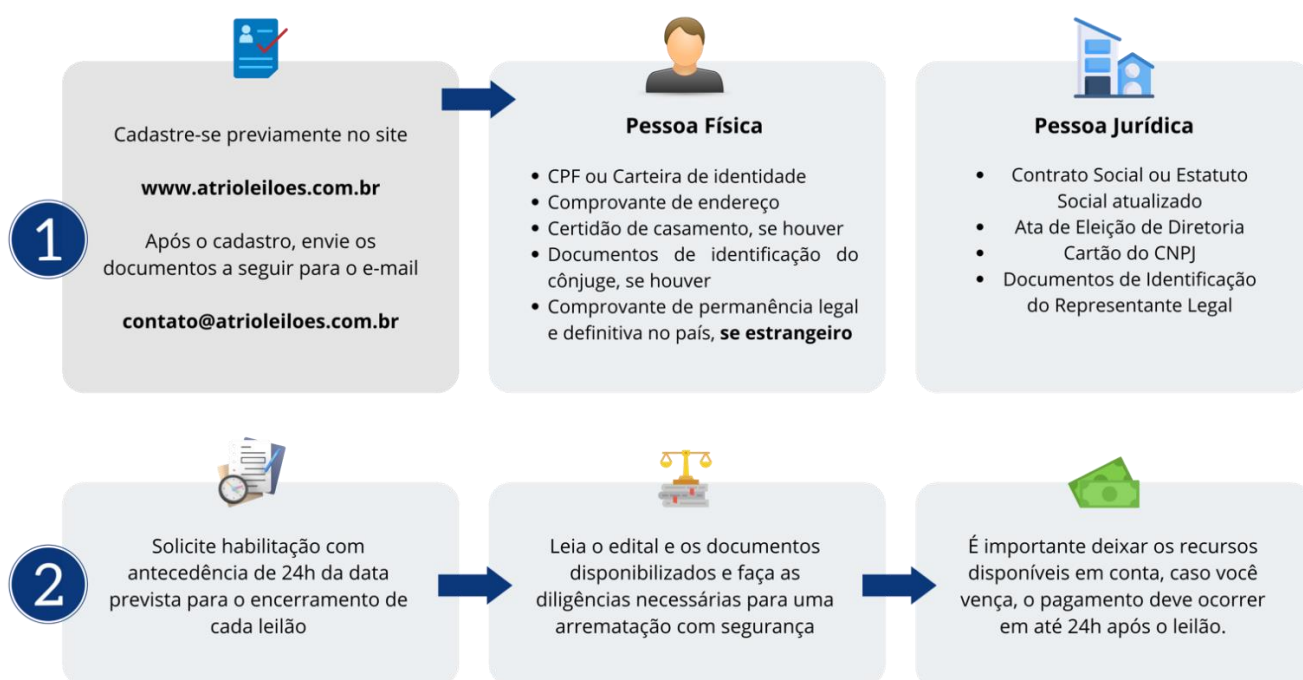 1
Cadastre-se previamente no site
www.atrioleiloes.com.br
Após o cadastro, envie os
documentos a seguir para o e-mail
contato@atrioleiloes.com.br
Pessoa Física
• CPF ou Carteira de identidade
• Comprovante de endereço
• Certidão de casamento, se houver
• Documentos de identificação do
cônjuge, se houver
• Comprovante de permanência legal
e definitiva no país, se estrangeiro
Pessoa Jurídica
• Contrato Social ou Estatuto
Social atualizado
• Ata de Eleição de Diretoria
• Cartão do CNPJ
• Documentos de Identificação
do Representante Legal
2
Solicite habilitação com
antecedência de 24h da data
prevista para o encerramento de
cada leilão
Leia o edital e os documentos
disponibilizados e faça as
diligências necessárias para uma
arrematação com segurança
É importante deixar os recursos
disponíveis em conta, caso você
vença, o pagamento deve ocorrer
em até 24h após o leilão.